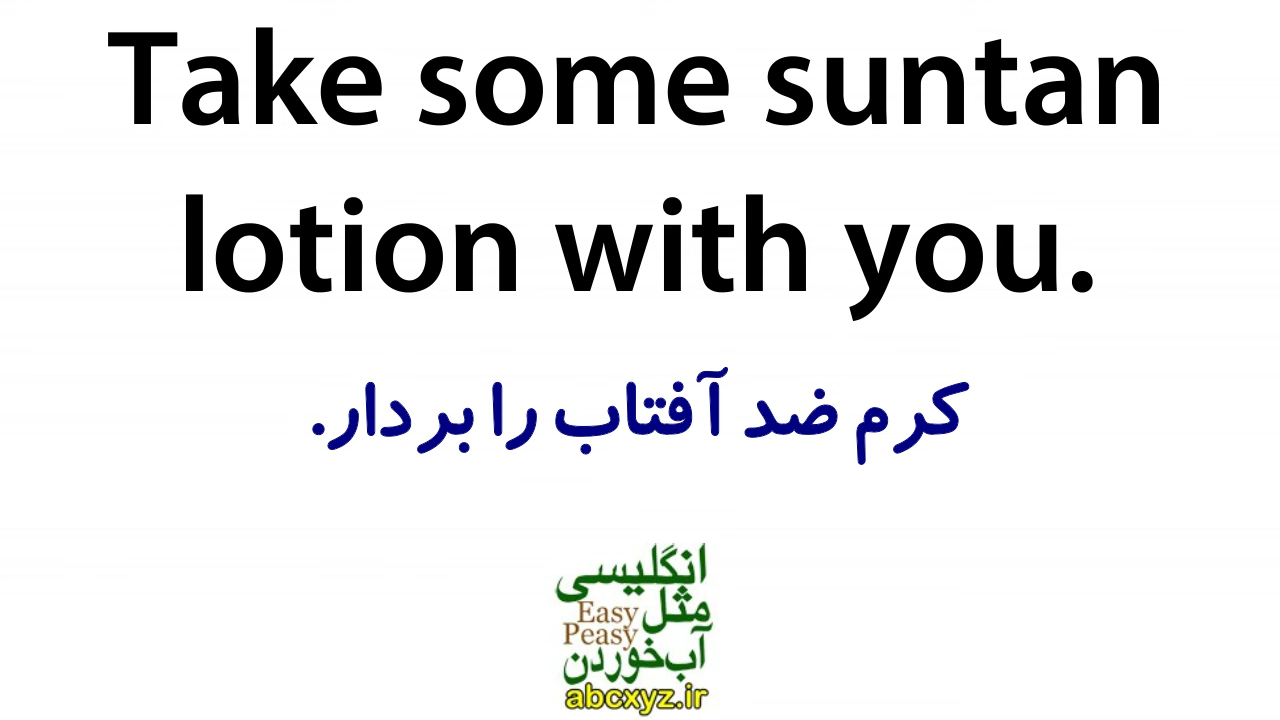 Take some suntan
lotion with you.
کرم ضد آفتاب را بردار.
انگلیسی
مثل
Easy
Peasy
آب خوردن
abcxyz.ir